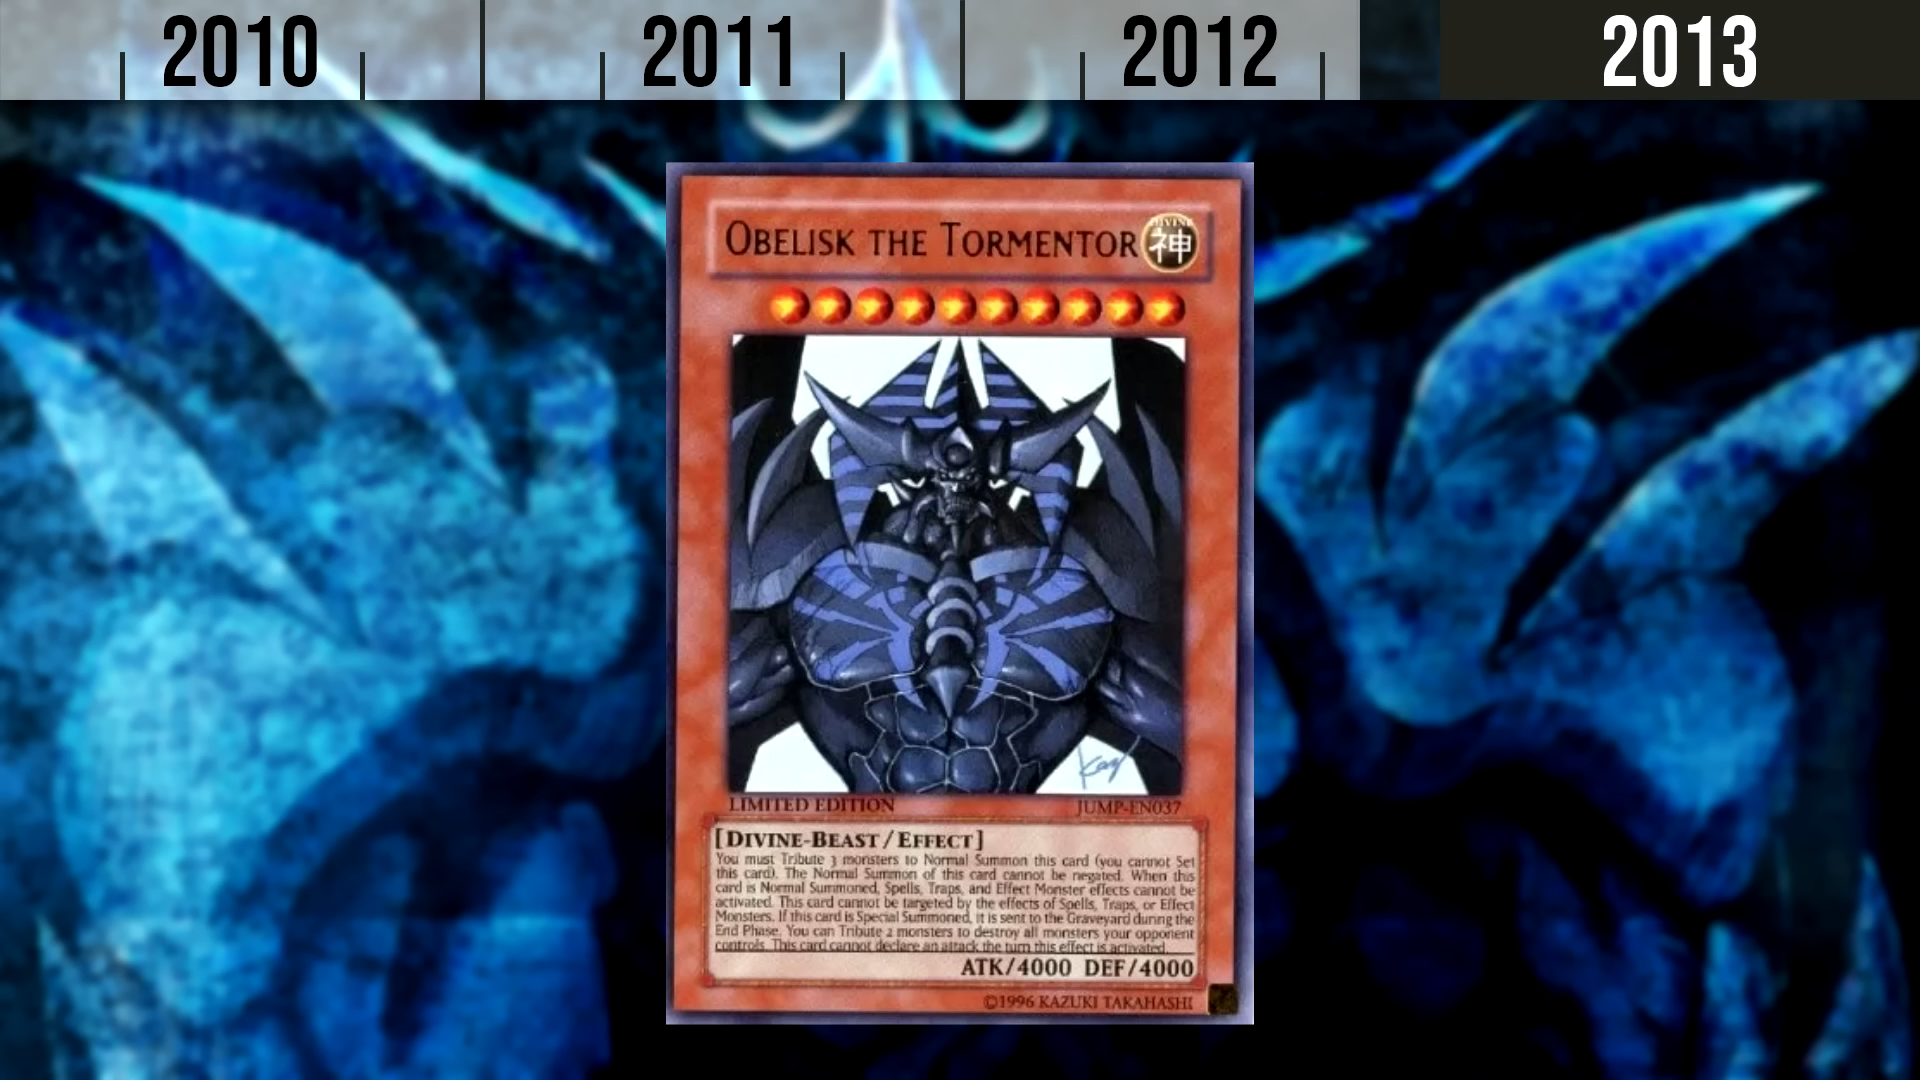 2010 2011 2012 2013
OBELISK THE TORMENTOR
DIVINE
神
Kazu
LIMITED EDITION JUMP-EN037
[DIVINE-BEAST/EFFECT]
You must Tribute 3 monsters to Normal Summon this card (you cannot Set
this card). The Normal Summon of this card cannot be negated. When this
card is Normal Summoned, Spells, Traps, and Effect Monster effects cannot be
activated. This card cannot be targeted by the effects of Spells, Traps, or Effect
Monsters. If this card is Special Summoned, it is sent to the Graveyard during the
End Phase. You can Tribute 2 monsters to destroy all monsters your opponent
controls. This card cannot declare an attack the turn this effect is activated.
ATK/4000 DEF/4000
©1996 KAZUKI TAKAHASHI